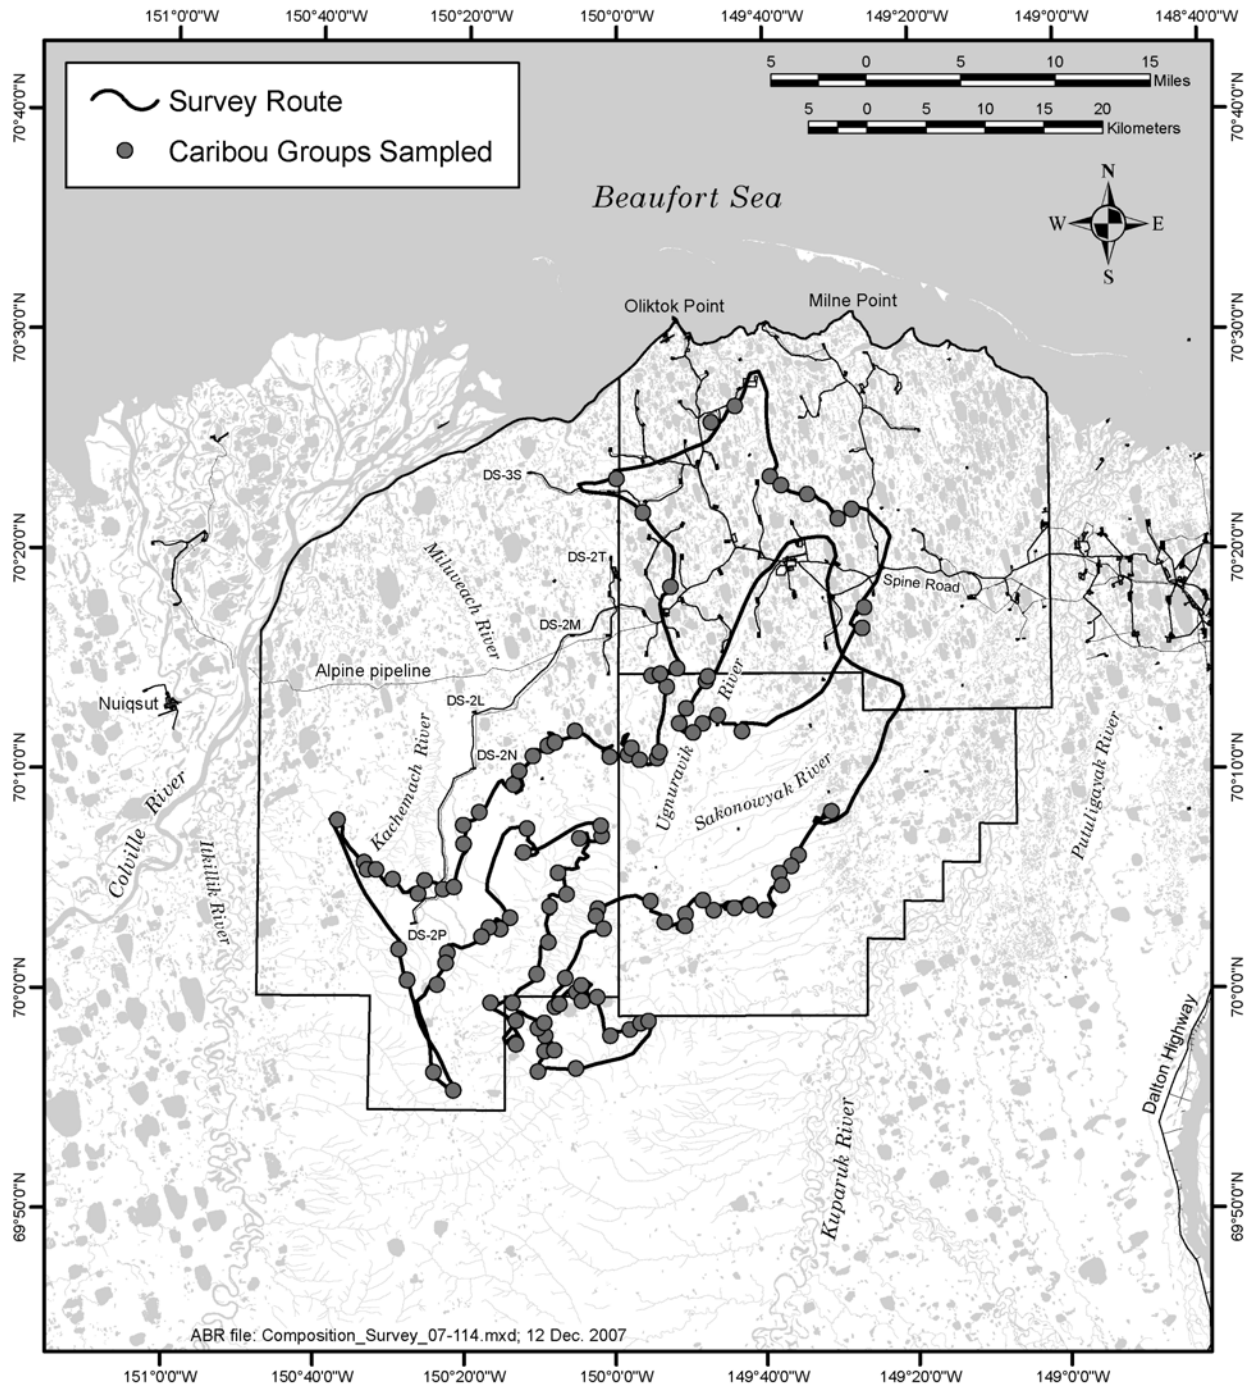 151°0'0"W 150°40'0"W 150°20'0"W 150°0'0"W 149°40'0"W 149°20'0"W 149°0'0"W 148°40'0"W
Survey Route
Caribou Groups Sampled
5 0 5 10 15
Miles
5 0 5 10 15 20
Kilometers
70°40'0"N
70°40'0"N
N
W E
S
Beaufort Sea
Oliktok Point
Milne Point
70°30'0"N
70°30'0"N
DS-3S
70°20'0"N
70°20'0"N
DS-2T
Miluveach River
Spine Road
DS-2M
Alpine pipeline
Nuiqsut
DS-2L
Kachemach River
DS-2N
Ugnuravik River
Sakonowyak River
Putuligayak River
70°10'0"N
70°10'0"N
Colville River
Itkillik River
DS-2P
70°0'0"N
70°0'0"N
Dalton Highway
Kuparuk River
69°50'0"N
69°50'0"N
ABR file: Composition_Survey_07-114.mxd; 12 Dec. 2007
151°0'0"W 150°40'0"W 150°20'0"W 150°0'0"W 149°40'0"W 149°20'0"W 149°0'0"W